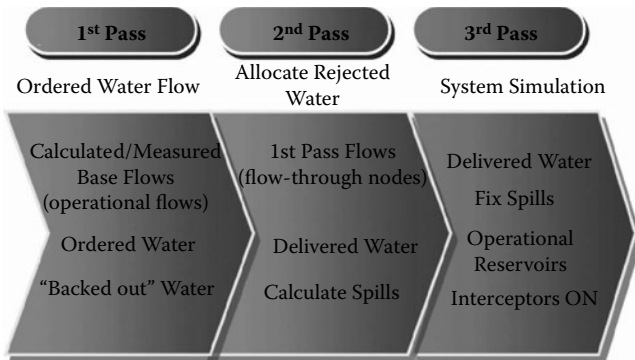 1st Pass
2nd Pass
3rd Pass
Ordered Water Flow
Allocate Rejected
Water
System Simulation
Calculated/Measured
Base Flows
(operational flows)
Ordered Water
“Backed out” Water
1st Pass Flows
(flow-through nodes)
Delivered Water
Calculate Spills
Delivered Water
Fix Spills
Operational
Reservoirs
Interceptors ON